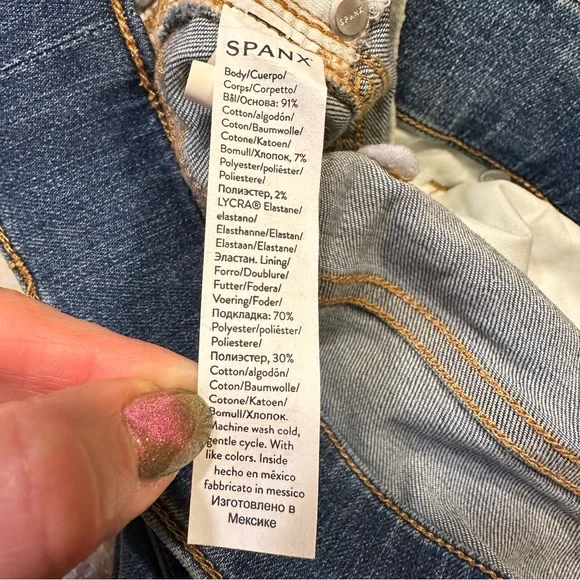 SPANX
SPANX
Body/Cuerpo/
Corps/Corpetto/
Bål/Основа: 91%
Cotton/algodón/
Coton/Baumwolle/
Cotone/Katoen/
Bomull/Хлопок, 7%
Polyester/poliéster/
Poliestere/
Полиэстер, 2%
LYCRA® Elastane/
elastano/
Elasthanne/Elastan/
Elastaan/Elastane/
Эластан. Lining/
Forro/Doublure/
Futter/Fodera/
Voering/Foder/
Подкладка: 70%
Polyester/poliéster/
Poliestere/
Полиэстер, 30%
Cotton/algodón/
Coton/Baumwolle/
Cotone/Katoen/
Bomull/Хлопок.
Machine wash cold,
gentle cycle. With
like colors. Inside
hecho en méxico
fabbricato in messico
Изготовлено в
Мексике